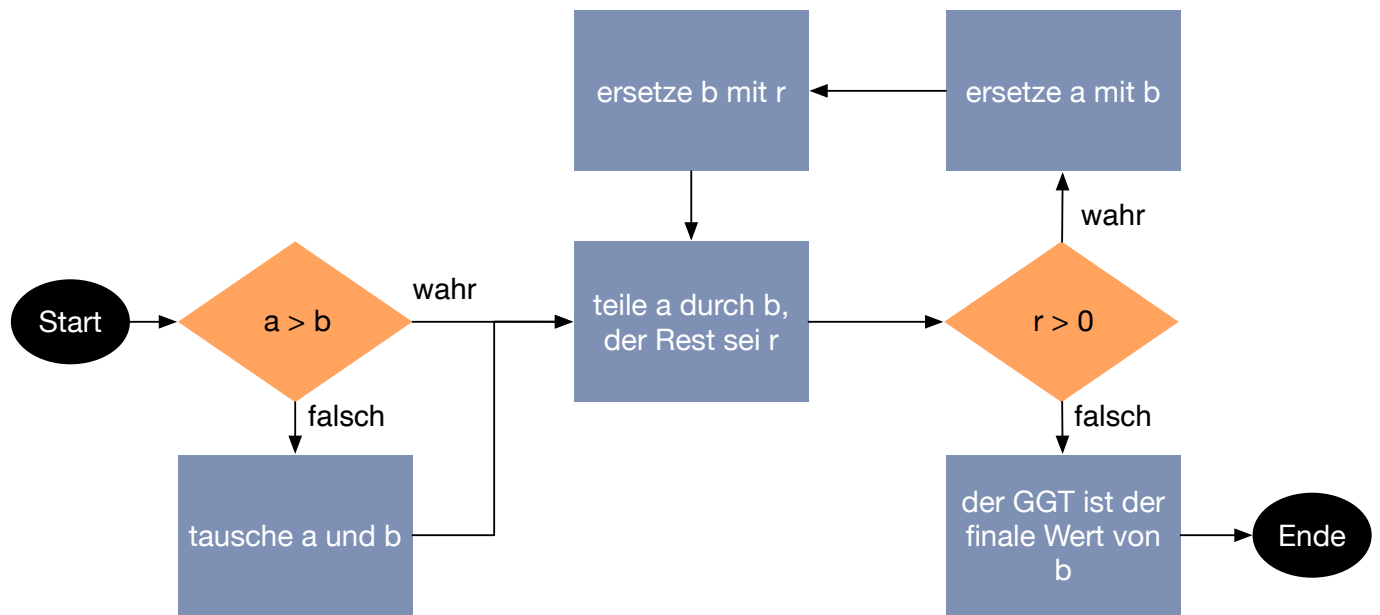 Start
a > b
wahr
falsch
tausche a und b
teile a durch b,
der Rest sei r
r > 0
wahr
ersetze a mit b
ersetze b mit r
falsch
der GGT ist der
finale Wert von
b
Ende